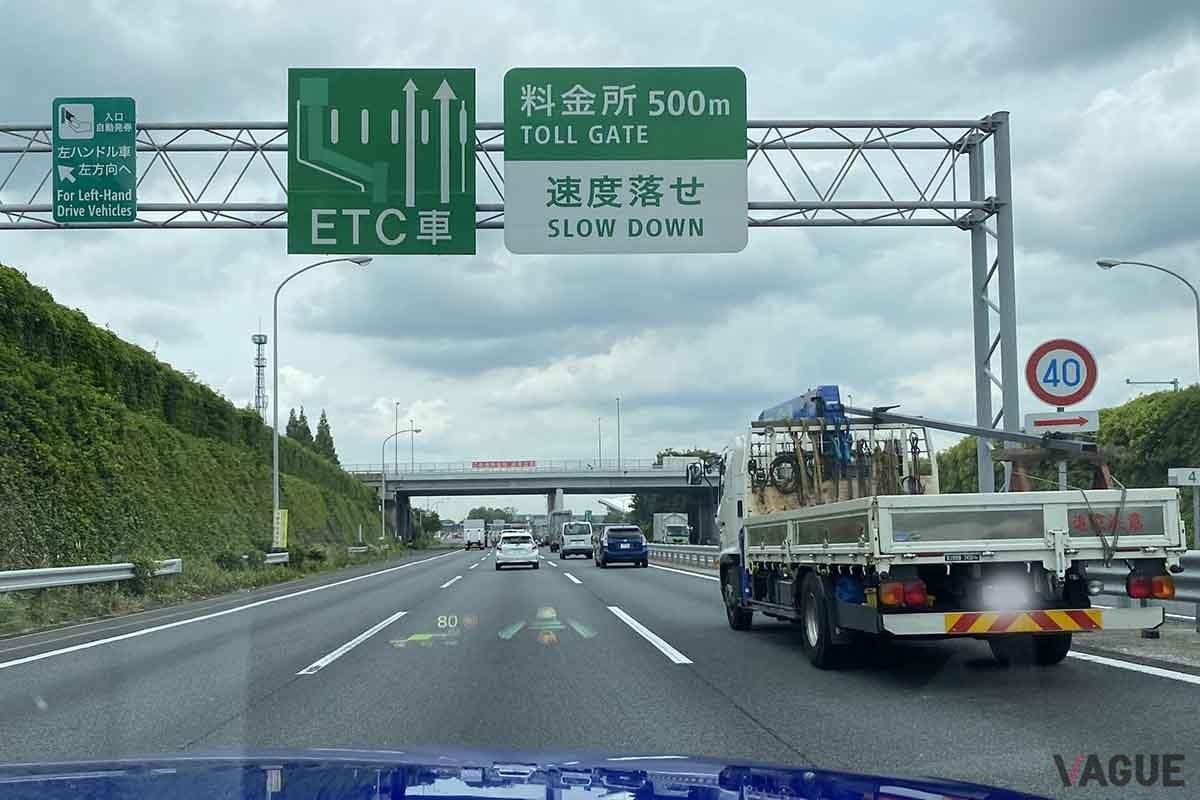 入口
自動発券
左ハンドル車
左方向へ
For Left-Hand
Drive Vehicles
ETC車
料金所 500m
TOLL GATE
速度落せ
SLOW DOWN
40
4
80
VAGUE